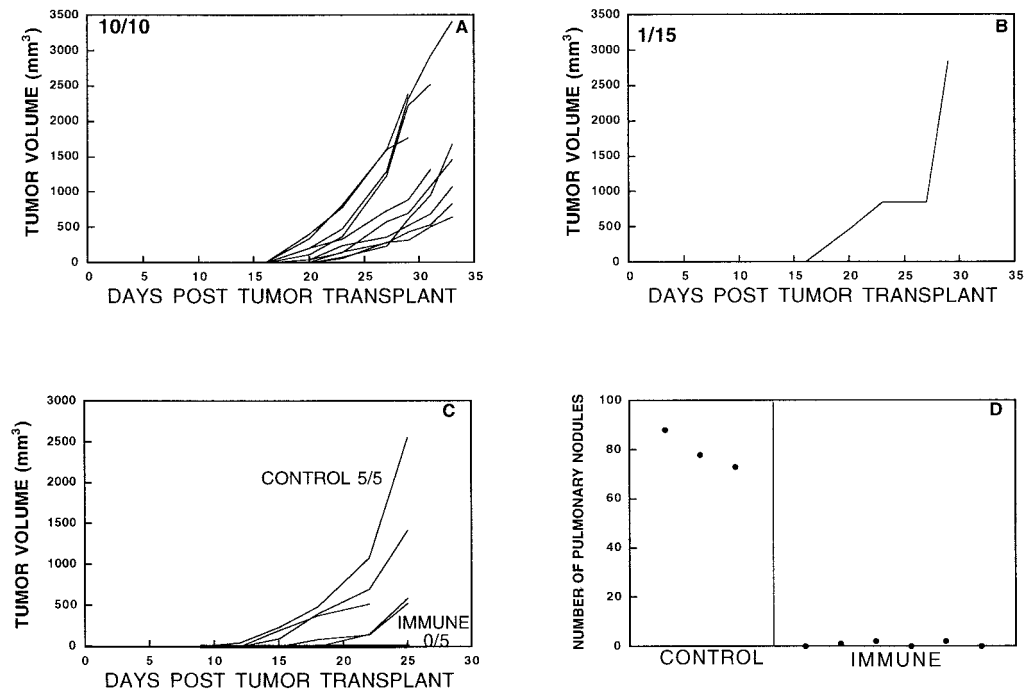 10/10
A
TUMOR VOLUME (mm³)
3500
3000
2500
2000
1500
1000
500
0
0 5 10 15 20 25 30 35
DAYS POST TUMOR TRANSPLANT
1/15
B
TUMOR VOLUME (mm³)
3500
3000
2500
2000
1500
1000
500
0
0 5 10 15 20 25 30 35
DAYS POST TUMOR TRANSPLANT
C
TUMOR VOLUME (mm³)
3000
2500
2000
1500
1000
500
0
CONTROL 5/5
IMMUNE
0/5
0 5 10 15 20 25 30
DAYS POST TUMOR TRANSPLANT
D
NUMBER OF PULMONARY NODULES
100
80
60
40
20
0
CONTROL IMMUNE